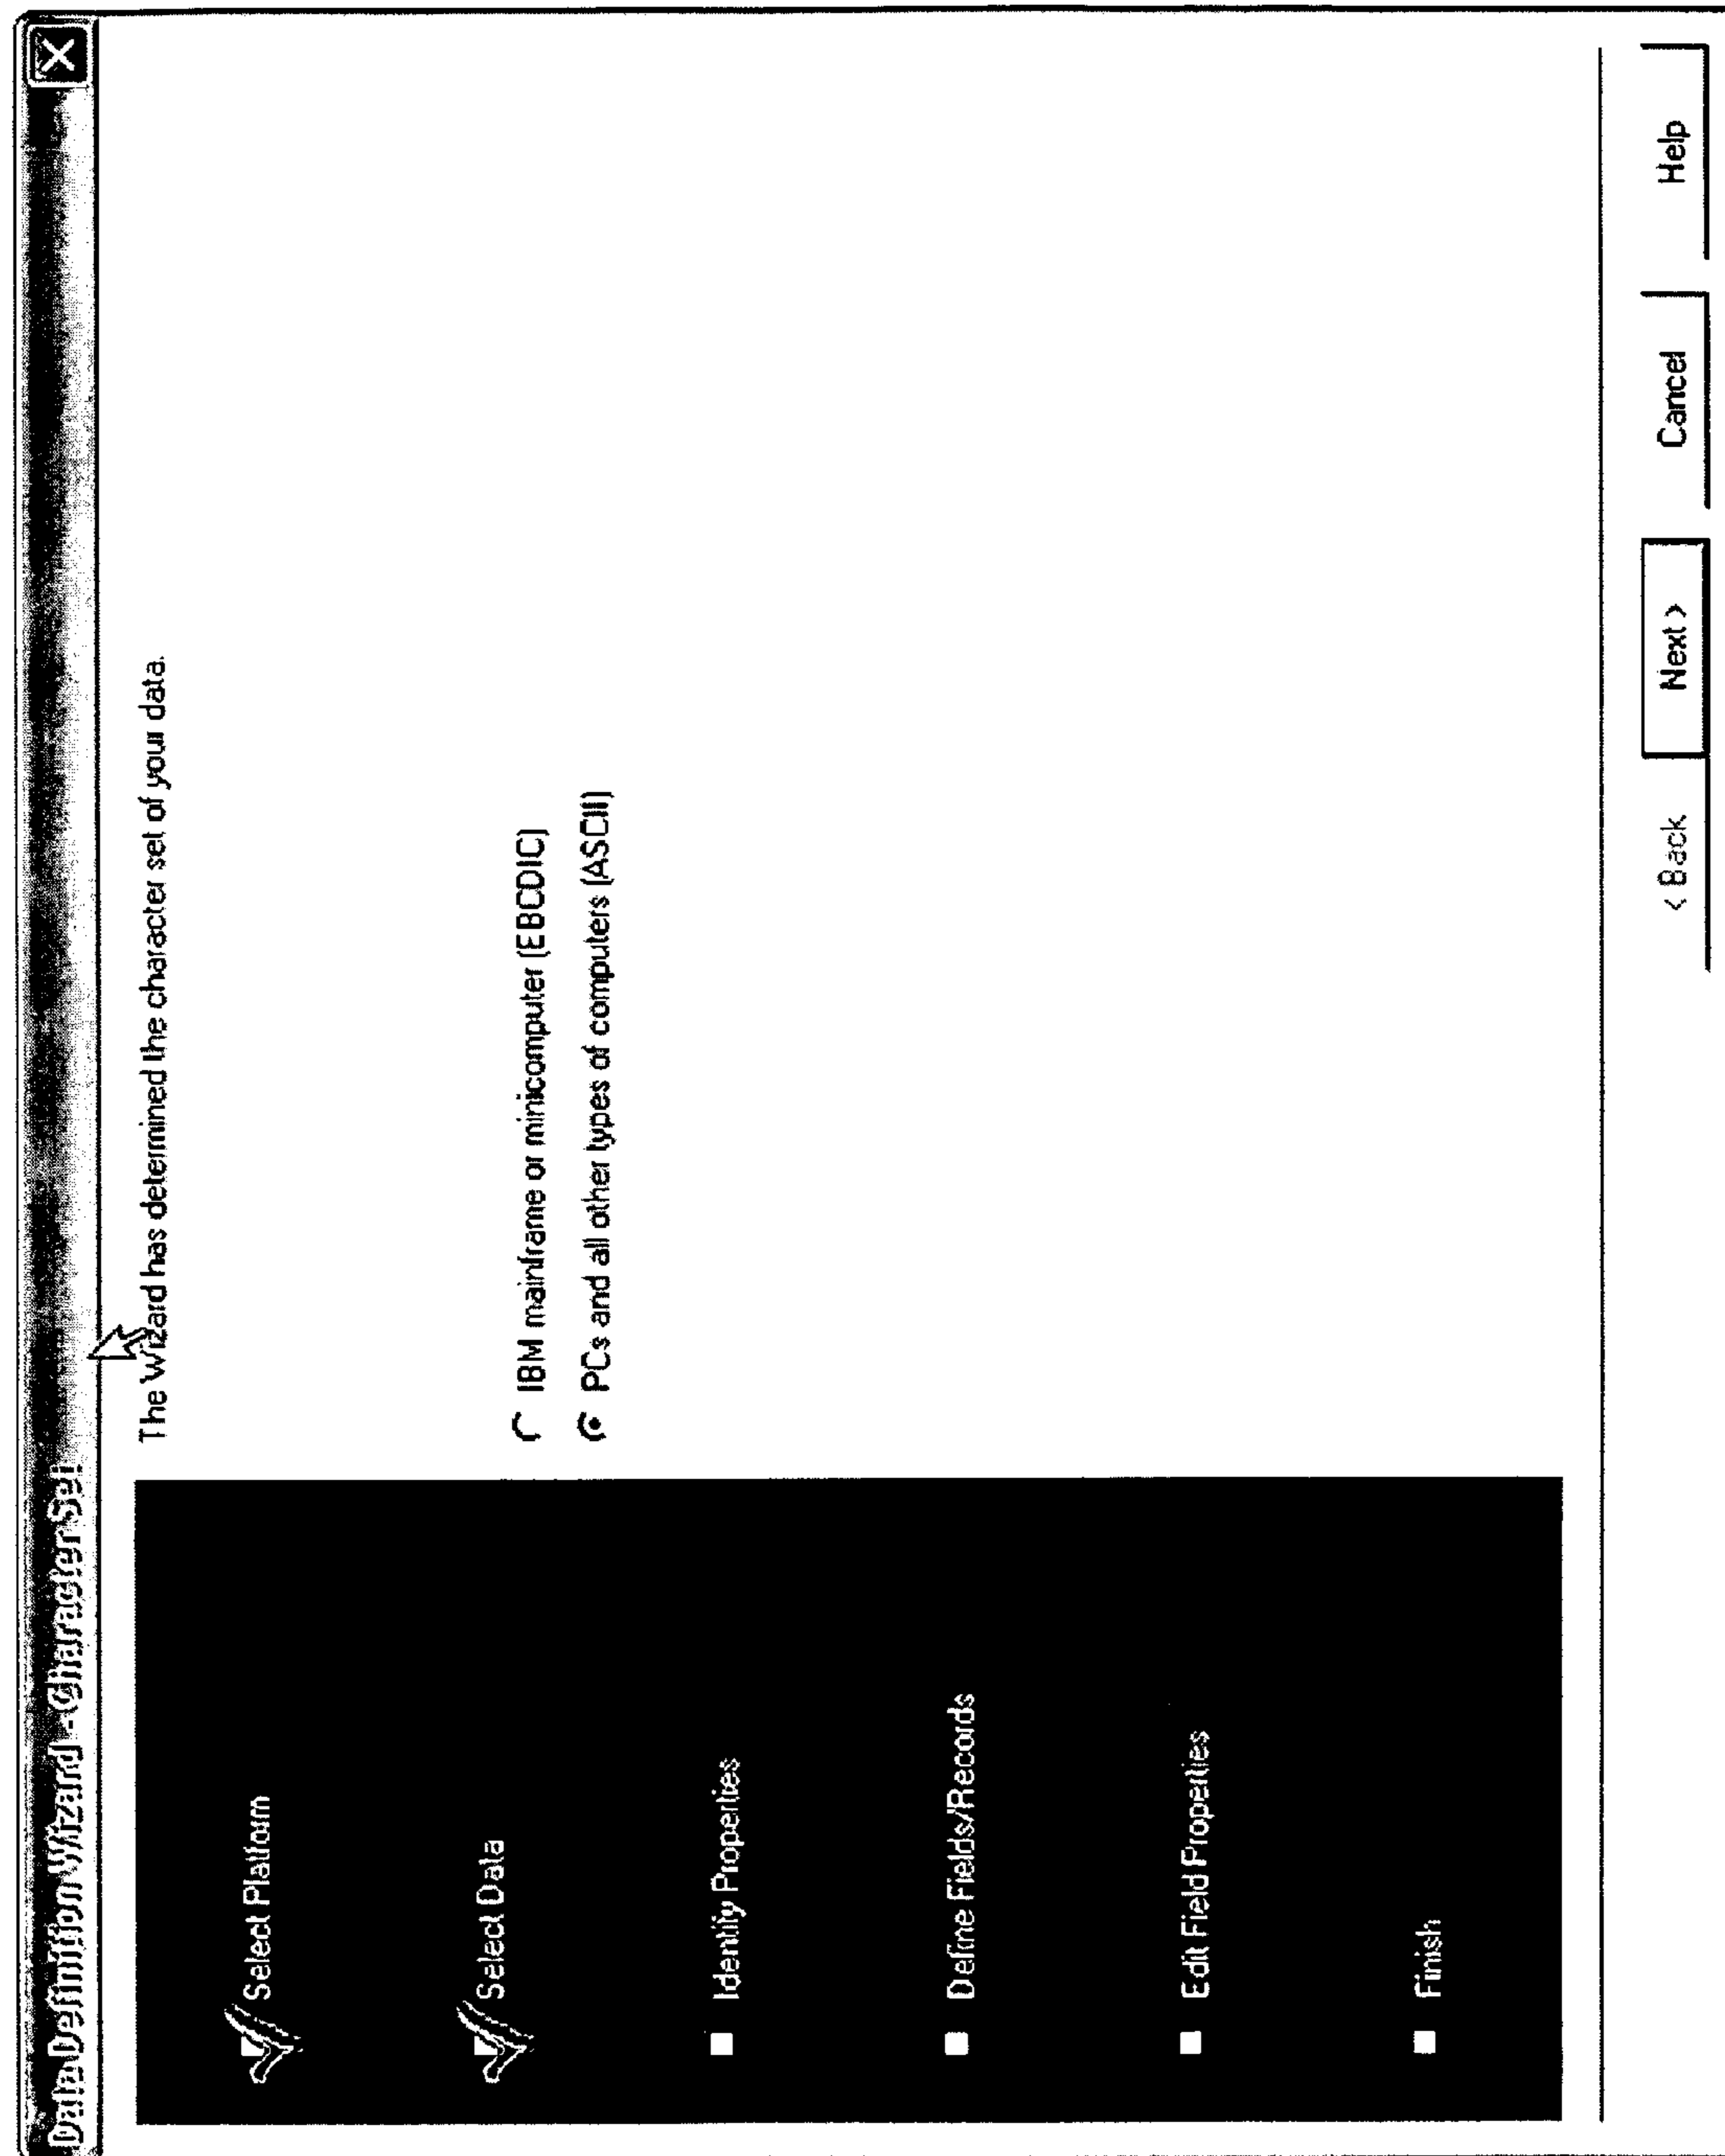 Data Definition Wizard - Character Set
The Wizard has determined the character set of your data.
Select Platform
Select Data
Identify Properties
Define Fields/Records
Edit Field Properties
Finish
IBM mainframe or minicomputer (EBCDIC)
PCs and all other types of computers (ASCII)
< Back
Next >
Cancel
Help